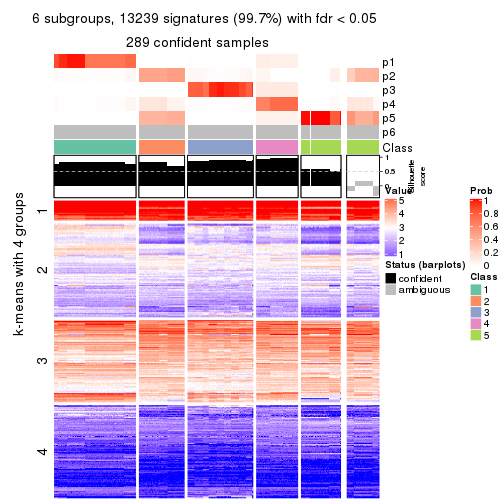 6 subgroups, 13239 signatures (99.7%) with fdr < 0.05
289 confident samples
p1
p2
p3
p4
p5
p6
Class
1
0.5
0
Silhouette
score
k-means with 4 groups
1
2
3
4
Value
5
4
3
2
1
Status (barplots)
confident
ambiguous
Prob
1
0.8
0.6
0.4
0.2
0
Class
1
2
3
4
5